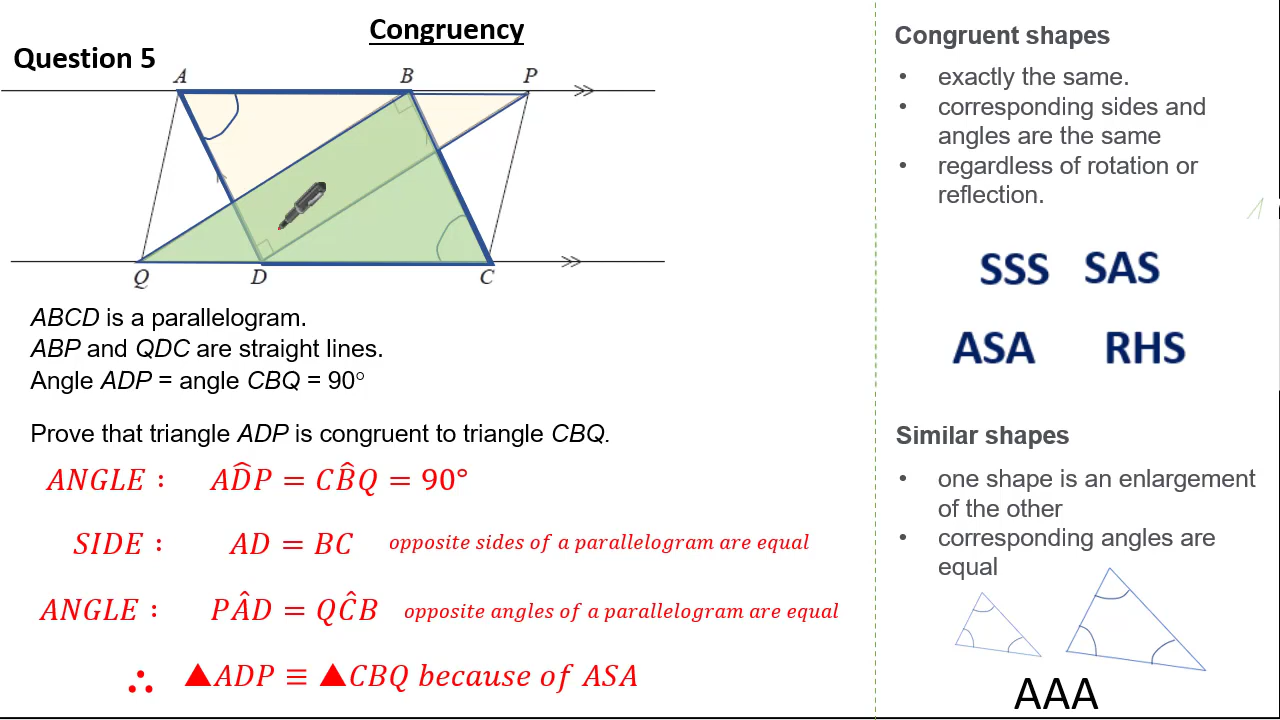 Congruency
Question 5
A B P
Q D C
ABCD is a parallelogram.
ABP and QDC are straight lines.
Angle ADP = angle CBQ = 90°
Prove that triangle ADP is congruent to triangle CBQ.
ANGLE : AD̂P = CB̂Q = 90°
SIDE : AD = BC opposite sides of a parallelogram are equal
ANGLE : PÂD = QĈB opposite angles of a parallelogram are equal
∴ ▲ADP ≡ ▲CBQ because of ASA
Congruent shapes
• exactly the same.
• corresponding sides and
angles are the same
• regardless of rotation or
reflection.
SSS SAS
ASA RHS
Similar shapes
• one shape is an enlargement
of the other
• corresponding angles are
equal
AAA